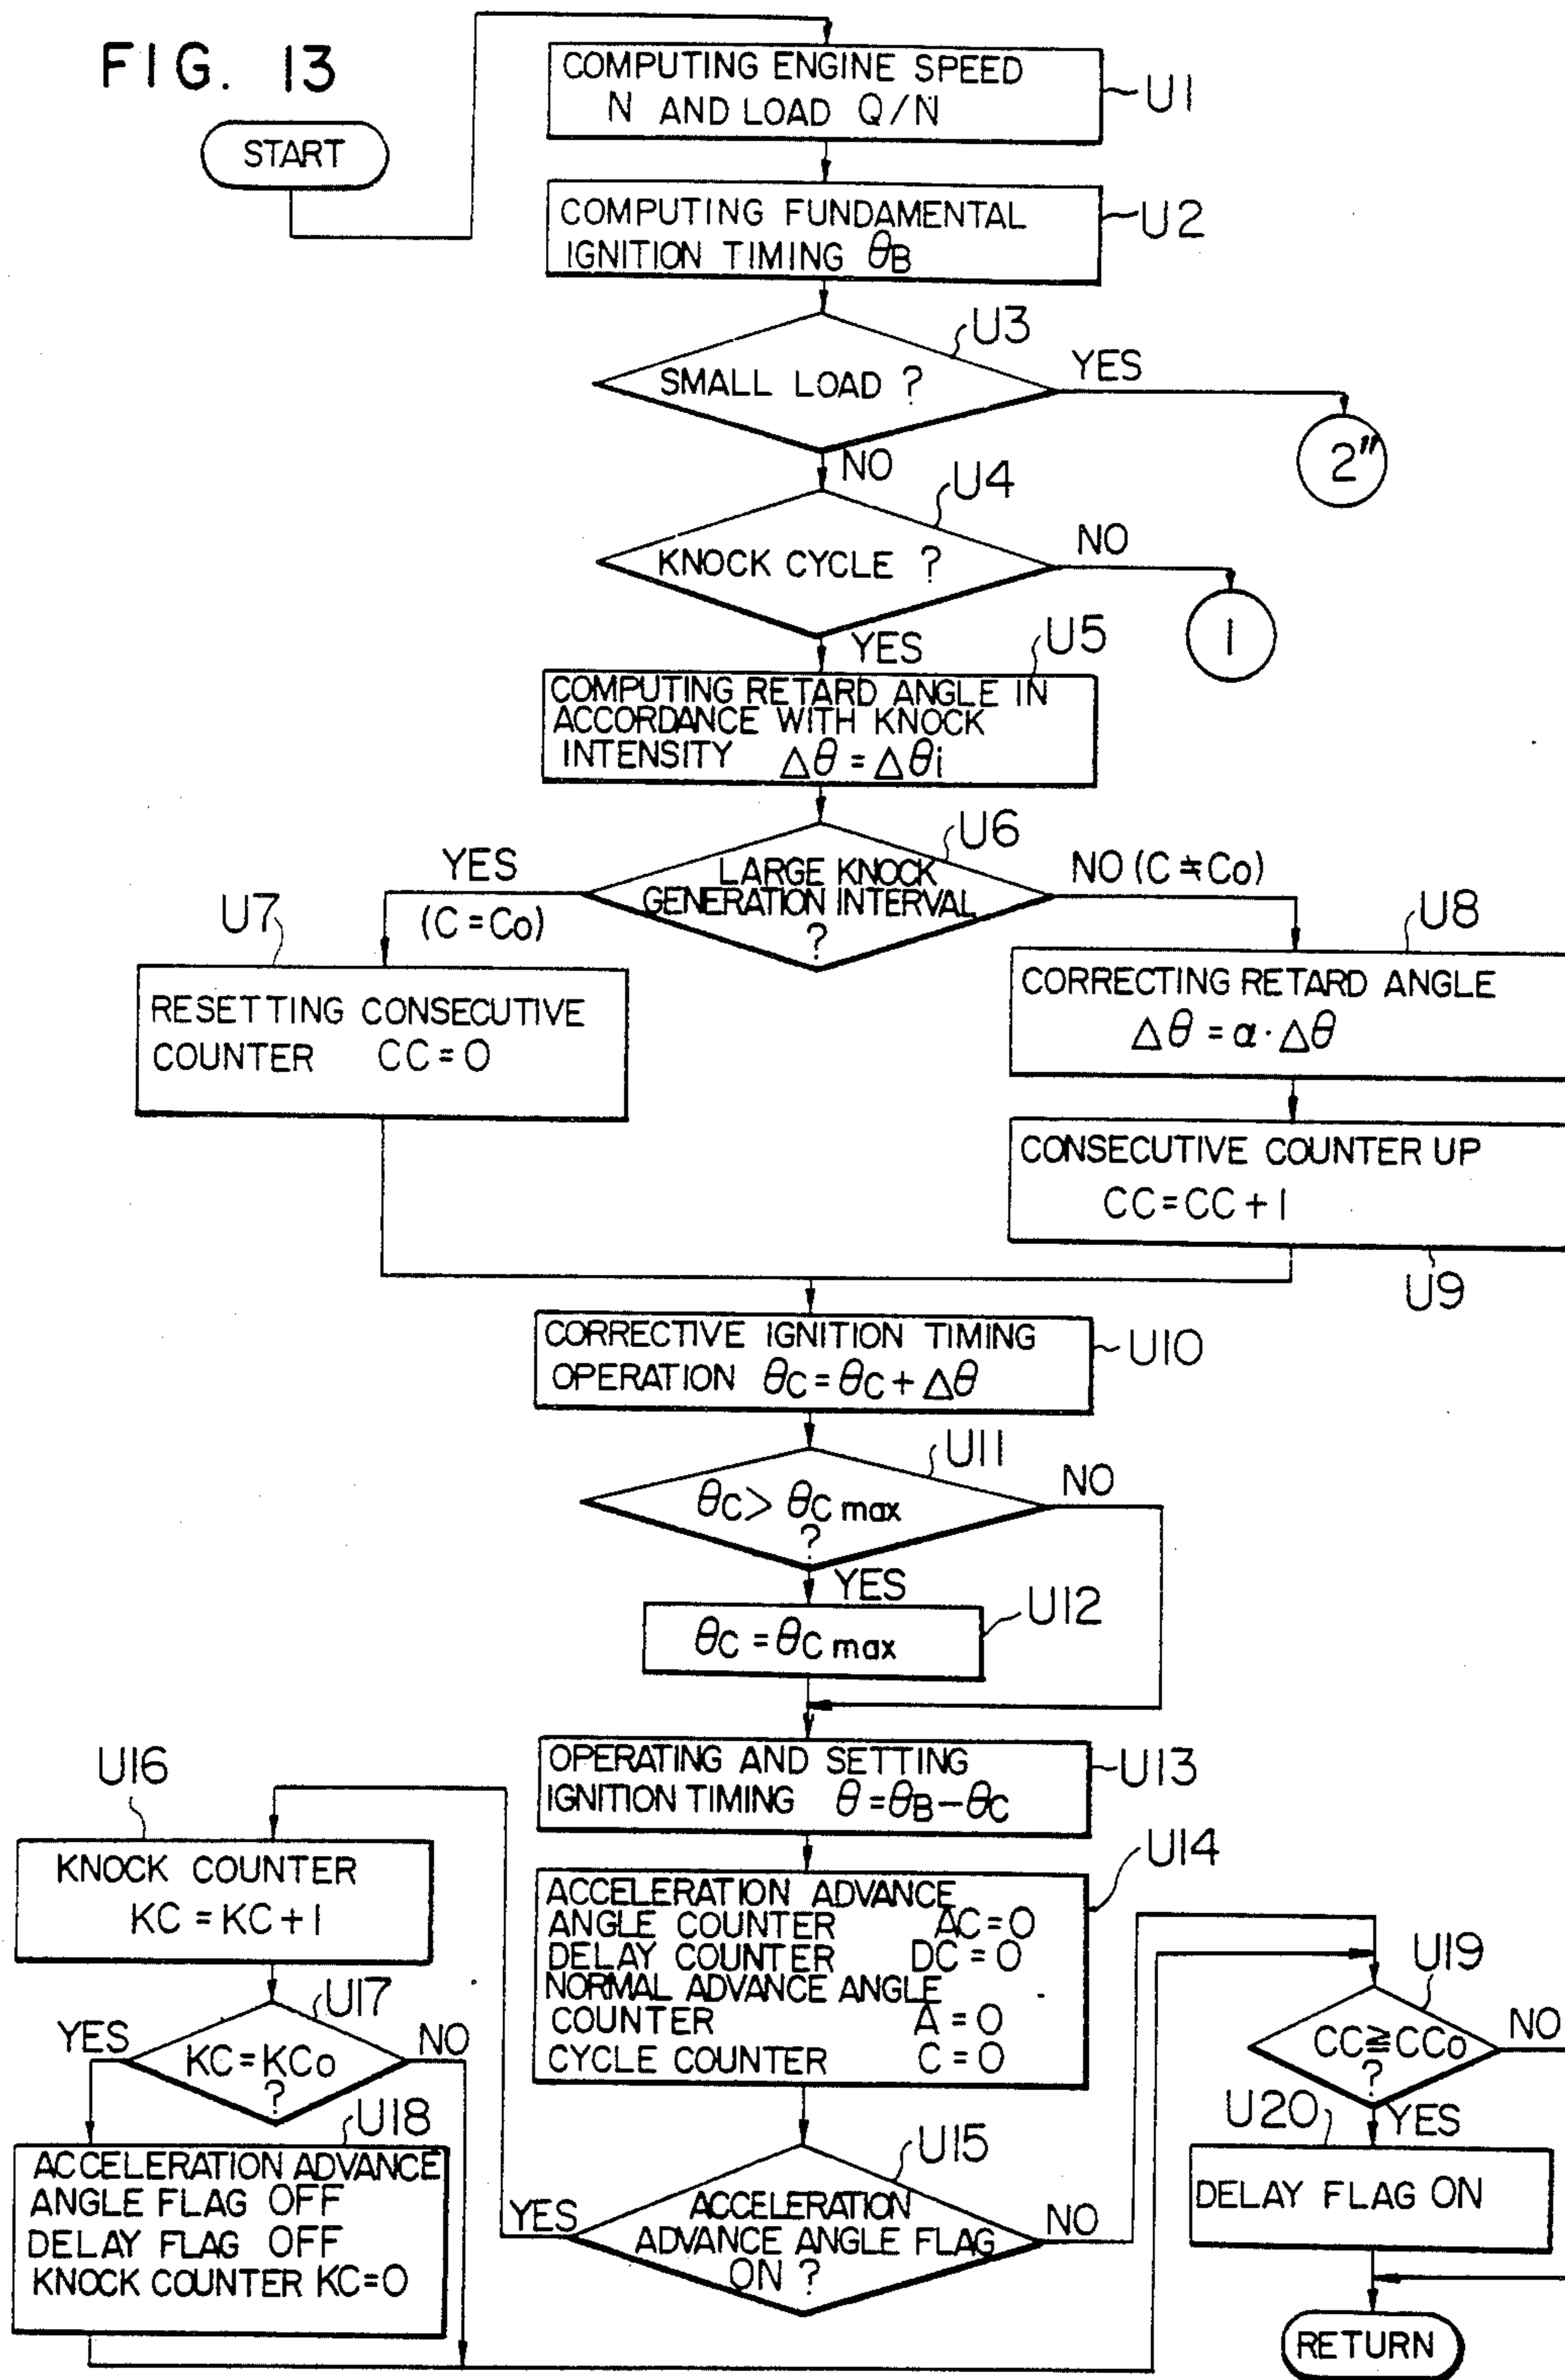 FIG. 13
START
COMPUTING ENGINE SPEED
N AND LOAD Q/N
U1
COMPUTING FUNDAMENTAL
IGNITION TIMING θB
U2
SMALL LOAD ?
U3
YES
2"
NO
KNOCK CYCLE ?
U4
NO
1
YES
U5
COMPUTING RETARD ANGLE IN
ACCORDANCE WITH KNOCK
INTENSITY Δθ = Δθi
U6
LARGE KNOCK
GENERATION INTERVAL
?
YES
(C = Co)
NO (C ≒ Co)
U7
RESETTING CONSECUTIVE
COUNTER CC = 0
U8
CORRECTING RETARD ANGLE
Δθ = α · Δθ
CONSECUTIVE COUNTER UP
CC = CC + 1
U9
CORRECTIVE IGNITION TIMING
OPERATION θC = θC + Δθ
U10
U11
θC > θC max
?
NO
YES
θC = θC max
U12
OPERATING AND SETTING
IGNITION TIMING θ = θB − θC
U13
U14
ACCELERATION ADVANCE
ANGLE COUNTER AC = 0
DELAY COUNTER DC = 0
NORMAL ADVANCE ANGLE
COUNTER A = 0
CYCLE COUNTER C = 0
U15
ACCELERATION
ADVANCE ANGLE FLAG
ON ?
YES
NO
U16
KNOCK COUNTER
KC = KC + 1
U17
KC = KCo
?
YES
NO
U18
ACCELERATION ADVANCE
ANGLE FLAG OFF
DELAY FLAG OFF
KNOCK COUNTER KC = 0
U19
CC ≧ CCo
?
NO
YES
U20
DELAY FLAG ON
RETURN